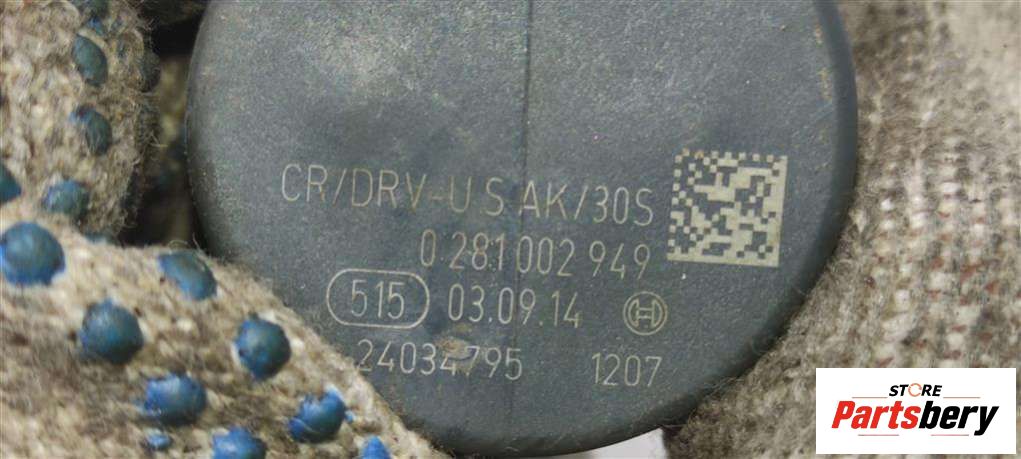 CR/DRV-U S AK/30S
0 281 002 949
515 03.09.14
24034795 1207
STORE
Partsbery